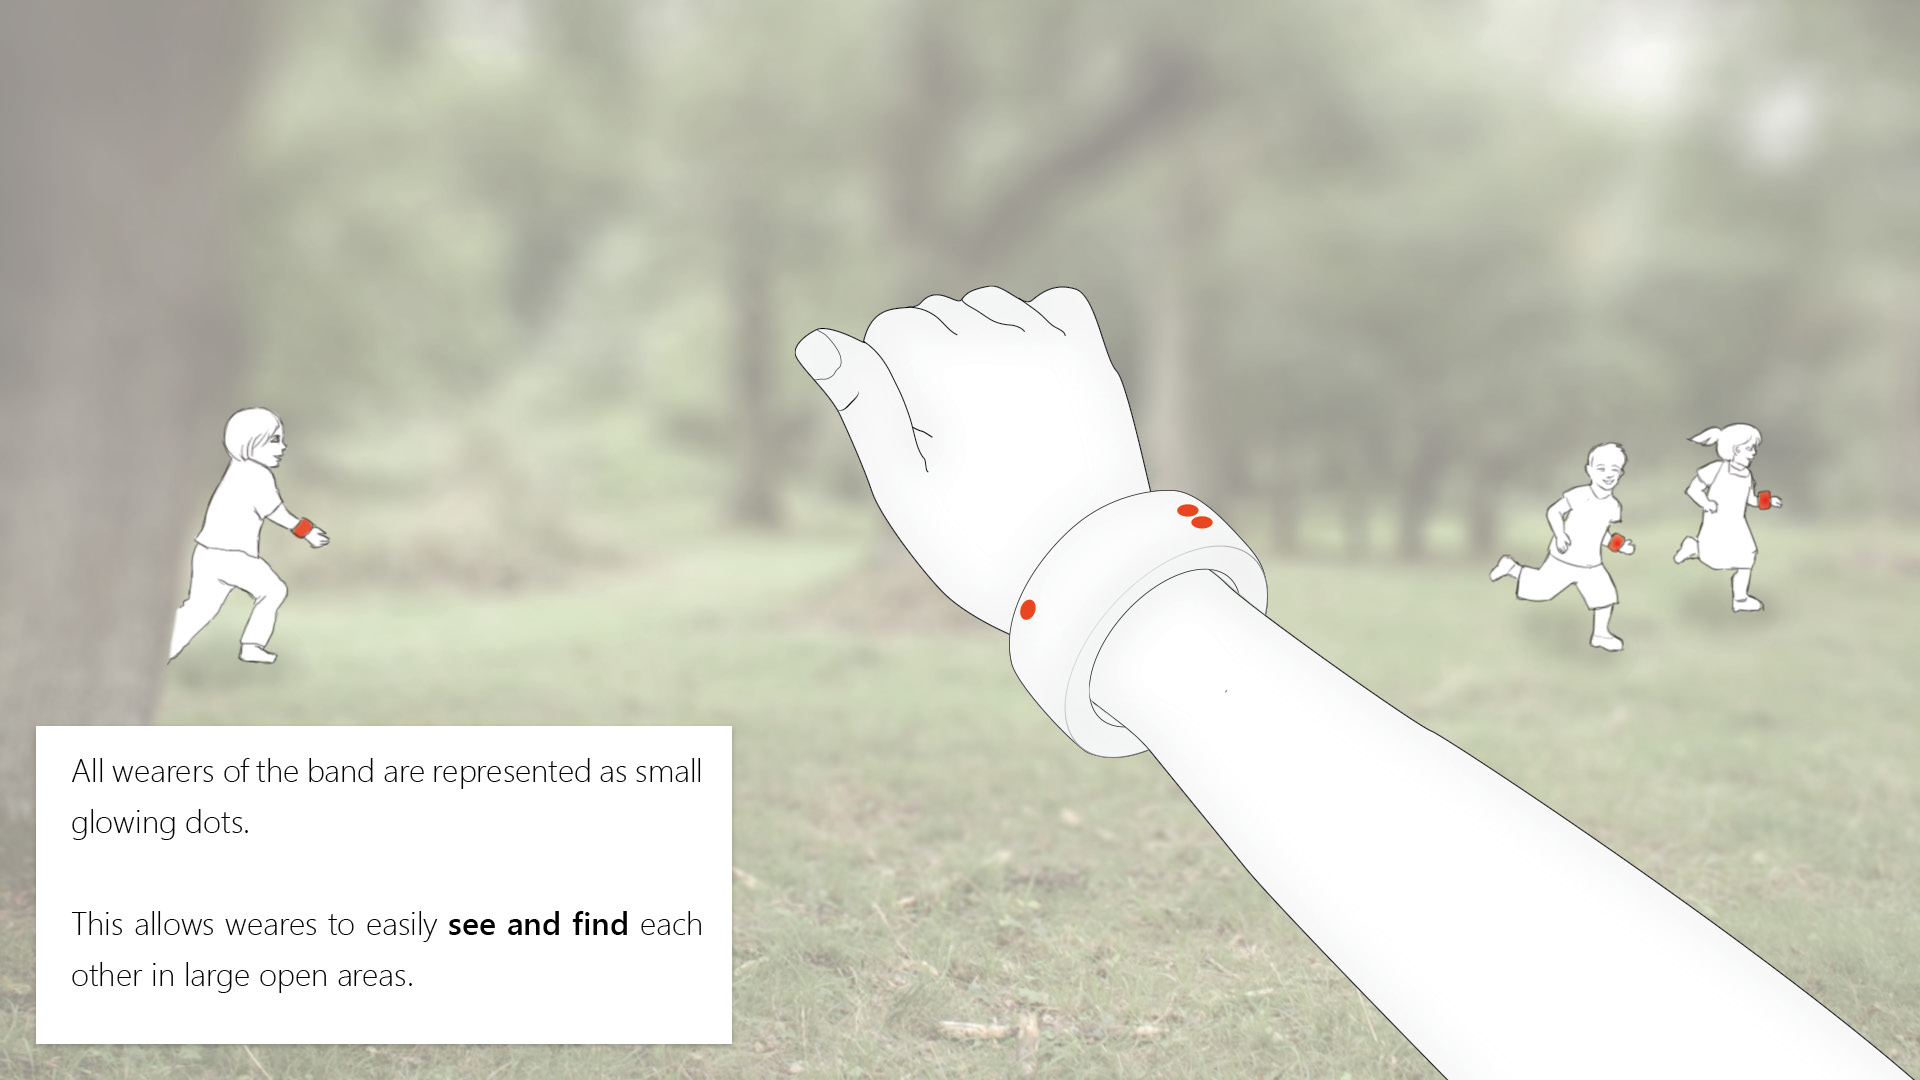 All wearers of the band are represented as small
glowing dots.
This allows weares to easily see and find each
other in large open areas.